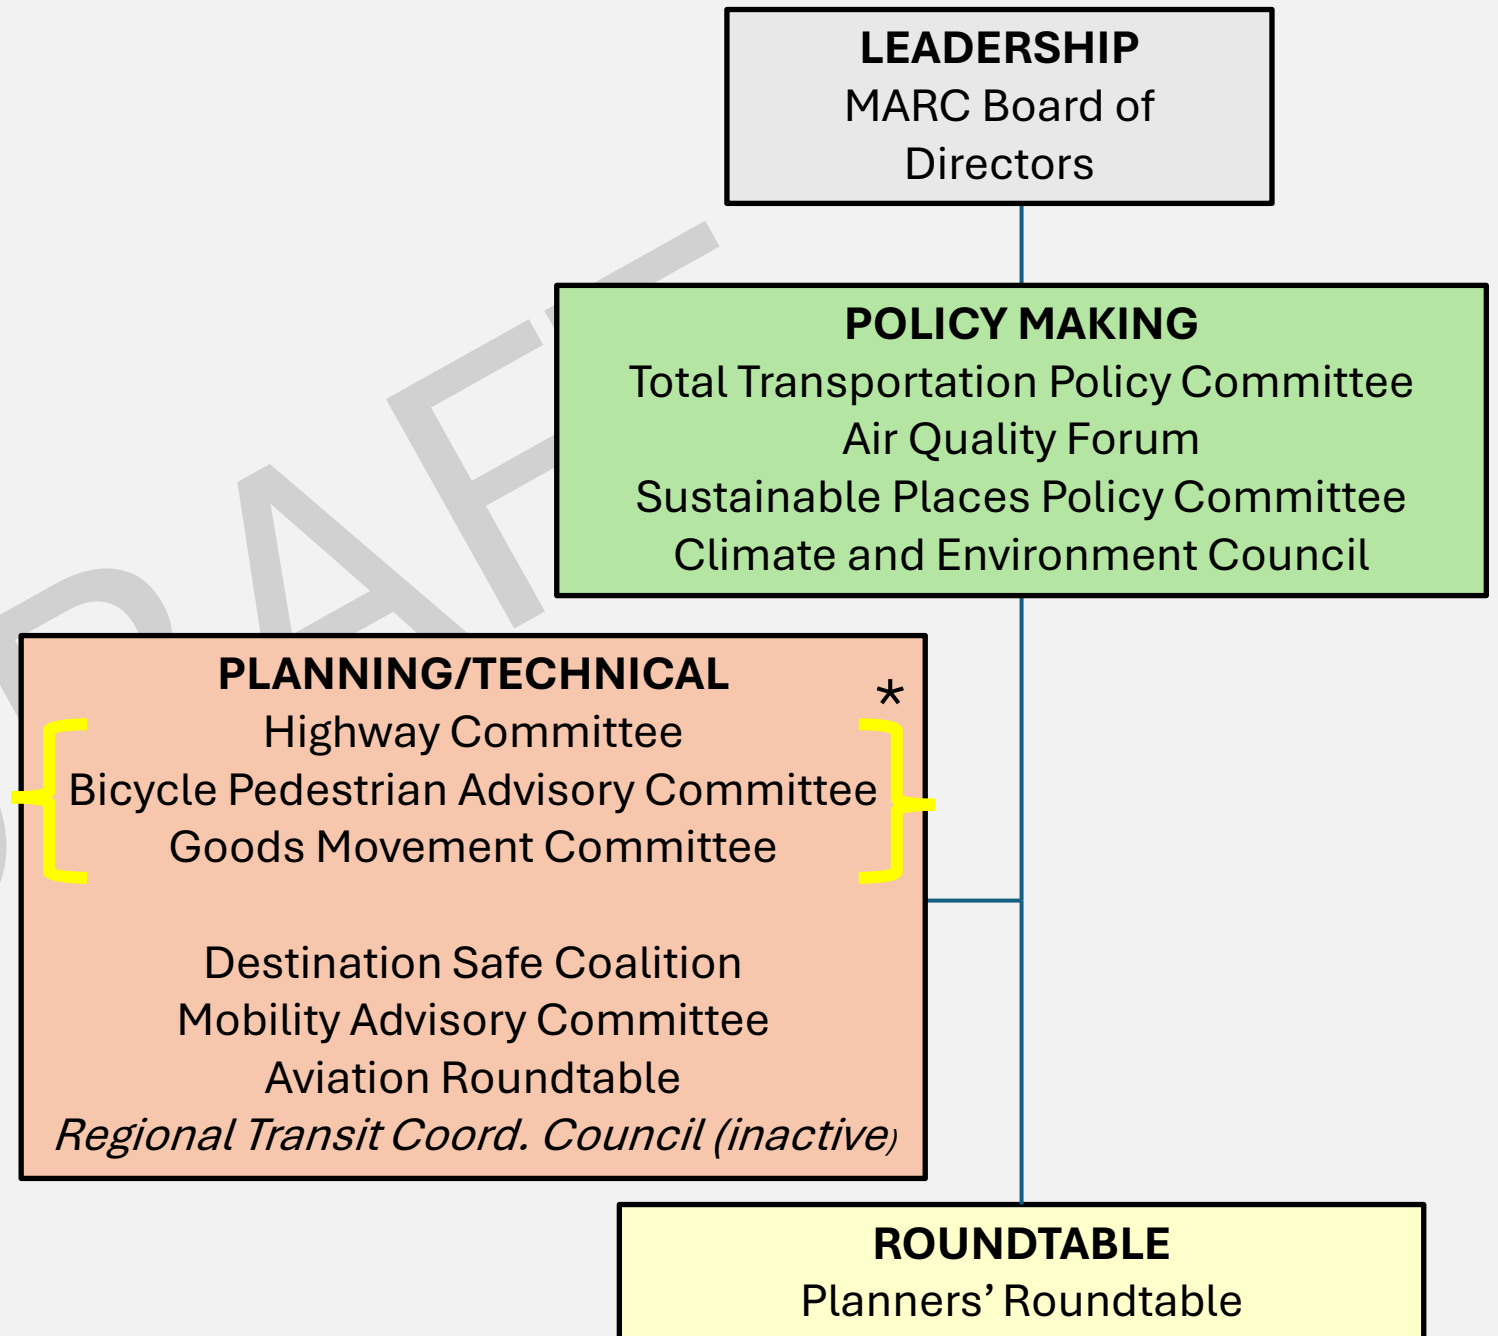 LEADERSHIP
MARC Board of
Directors
POLICY MAKING
Total Transportation Policy Committee
Air Quality Forum
Sustainable Places Policy Committee
Climate and Environment Council
PLANNING/TECHNICAL
*
Highway Committee
Bicycle Pedestrian Advisory Committee
Goods Movement Committee
Destination Safe Coalition
Mobility Advisory Committee
Aviation Roundtable
Regional Transit Coord. Council (inactive)
ROUNDTABLE
Planners’ Roundtable
DRAFT